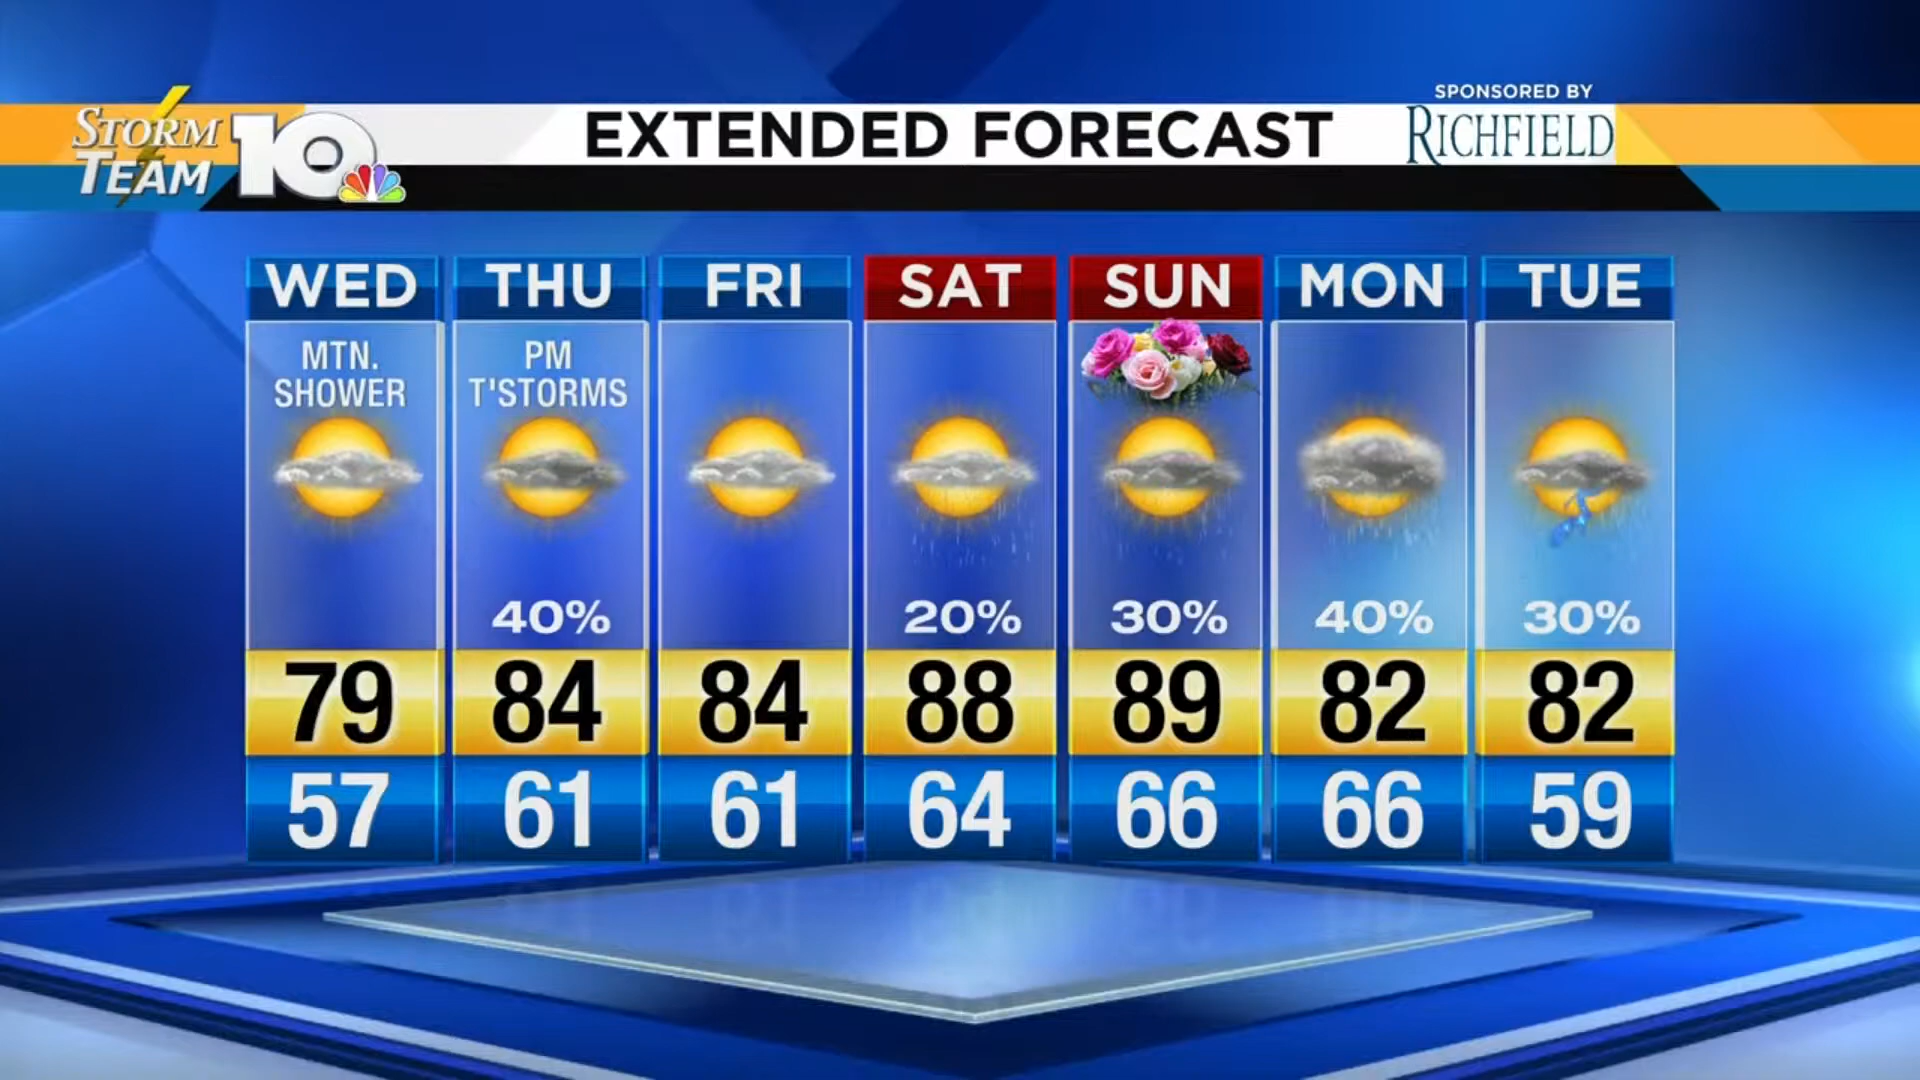 SPONSORED BY
STORM TEAM 10
EXTENDED FORECAST
RICHFIELD
WED THU FRI SAT SUN MON TUE
MTN. SHOWER
PM T'STORMS
40% 20% 30% 40% 30%
79 84 84 88 89 82 82
57 61 61 64 66 66 59